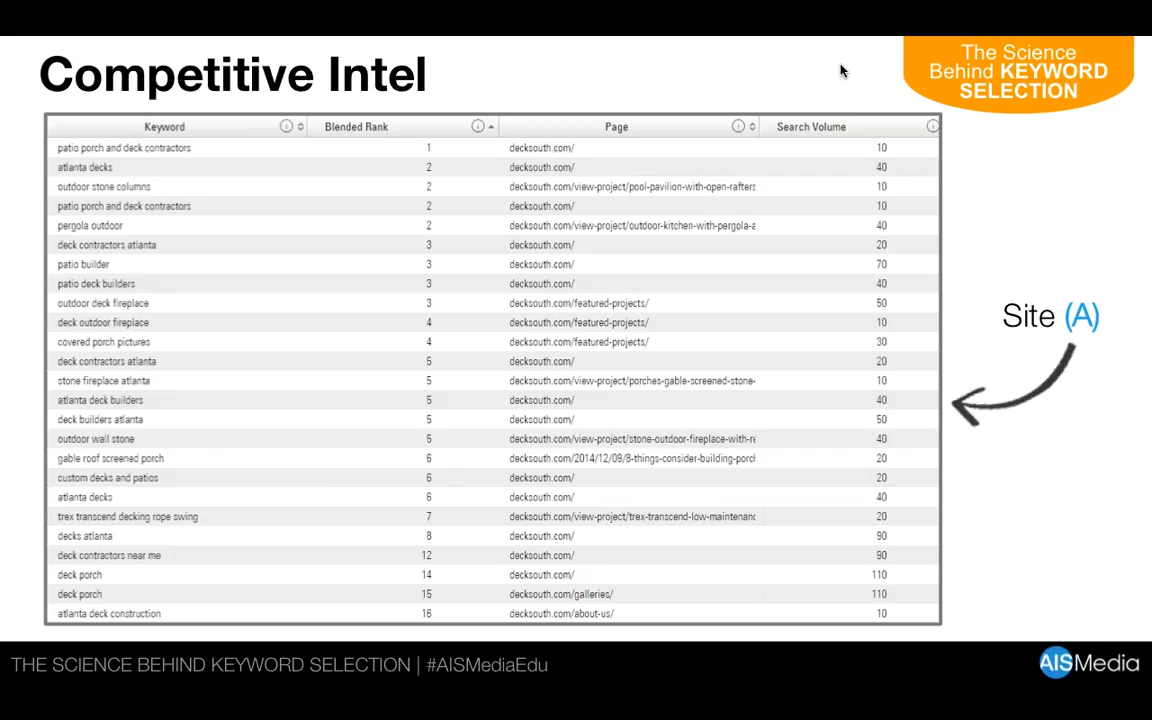 Competitive Intel
The Science
Behind KEYWORD
SELECTION
Keyword Blended Rank Page Search Volume
patio porch and deck contractors 1 decksouth.com/ 10
atlanta decks 2 decksouth.com/ 40
outdoor stone columns 2 decksouth.com/view-project/pool-pavilion-with-open-rafters 10
patio porch and deck contractors 2 decksouth.com/ 10
pergola outdoor 2 decksouth.com/view-project/outdoor-kitchen-with-pergola-a 40
deck contractors atlanta 3 decksouth.com/ 20
patio builder 3 decksouth.com/ 70
patio deck builders 3 decksouth.com/ 40
outdoor deck fireplace 3 decksouth.com/featured-projects/ 50
deck outdoor fireplace 4 decksouth.com/featured-projects/ 10
covered porch pictures 4 decksouth.com/featured-projects/ 30
deck contractors atlanta 5 decksouth.com/ 20
stone fireplace atlanta 5 decksouth.com/view-project/porches-gable-screened-stone- 10
atlanta deck builders 5 decksouth.com/ 40
deck builders atlanta 5 decksouth.com/ 50
outdoor wall stone 5 decksouth.com/view-project/stone-outdoor-fireplace-with-re 40
gable roof screened porch 6 decksouth.com/2014/12/09/8-things-consider-building-porch 20
custom decks and patios 6 decksouth.com/ 20
atlanta decks 6 decksouth.com/ 40
trex transcend decking rope swing 7 decksouth.com/view-project/trex-transcend-low-maintenanc 20
decks atlanta 8 decksouth.com/ 90
deck contractors near me 12 decksouth.com/ 90
deck porch 14 decksouth.com/ 110
deck porch 15 decksouth.com/galleries/ 110
atlanta deck construction 16 decksouth.com/about-us/ 10
Site (A)
THE SCIENCE BEHIND KEYWORD SELECTION | #AISMediaEdu
AISMedia